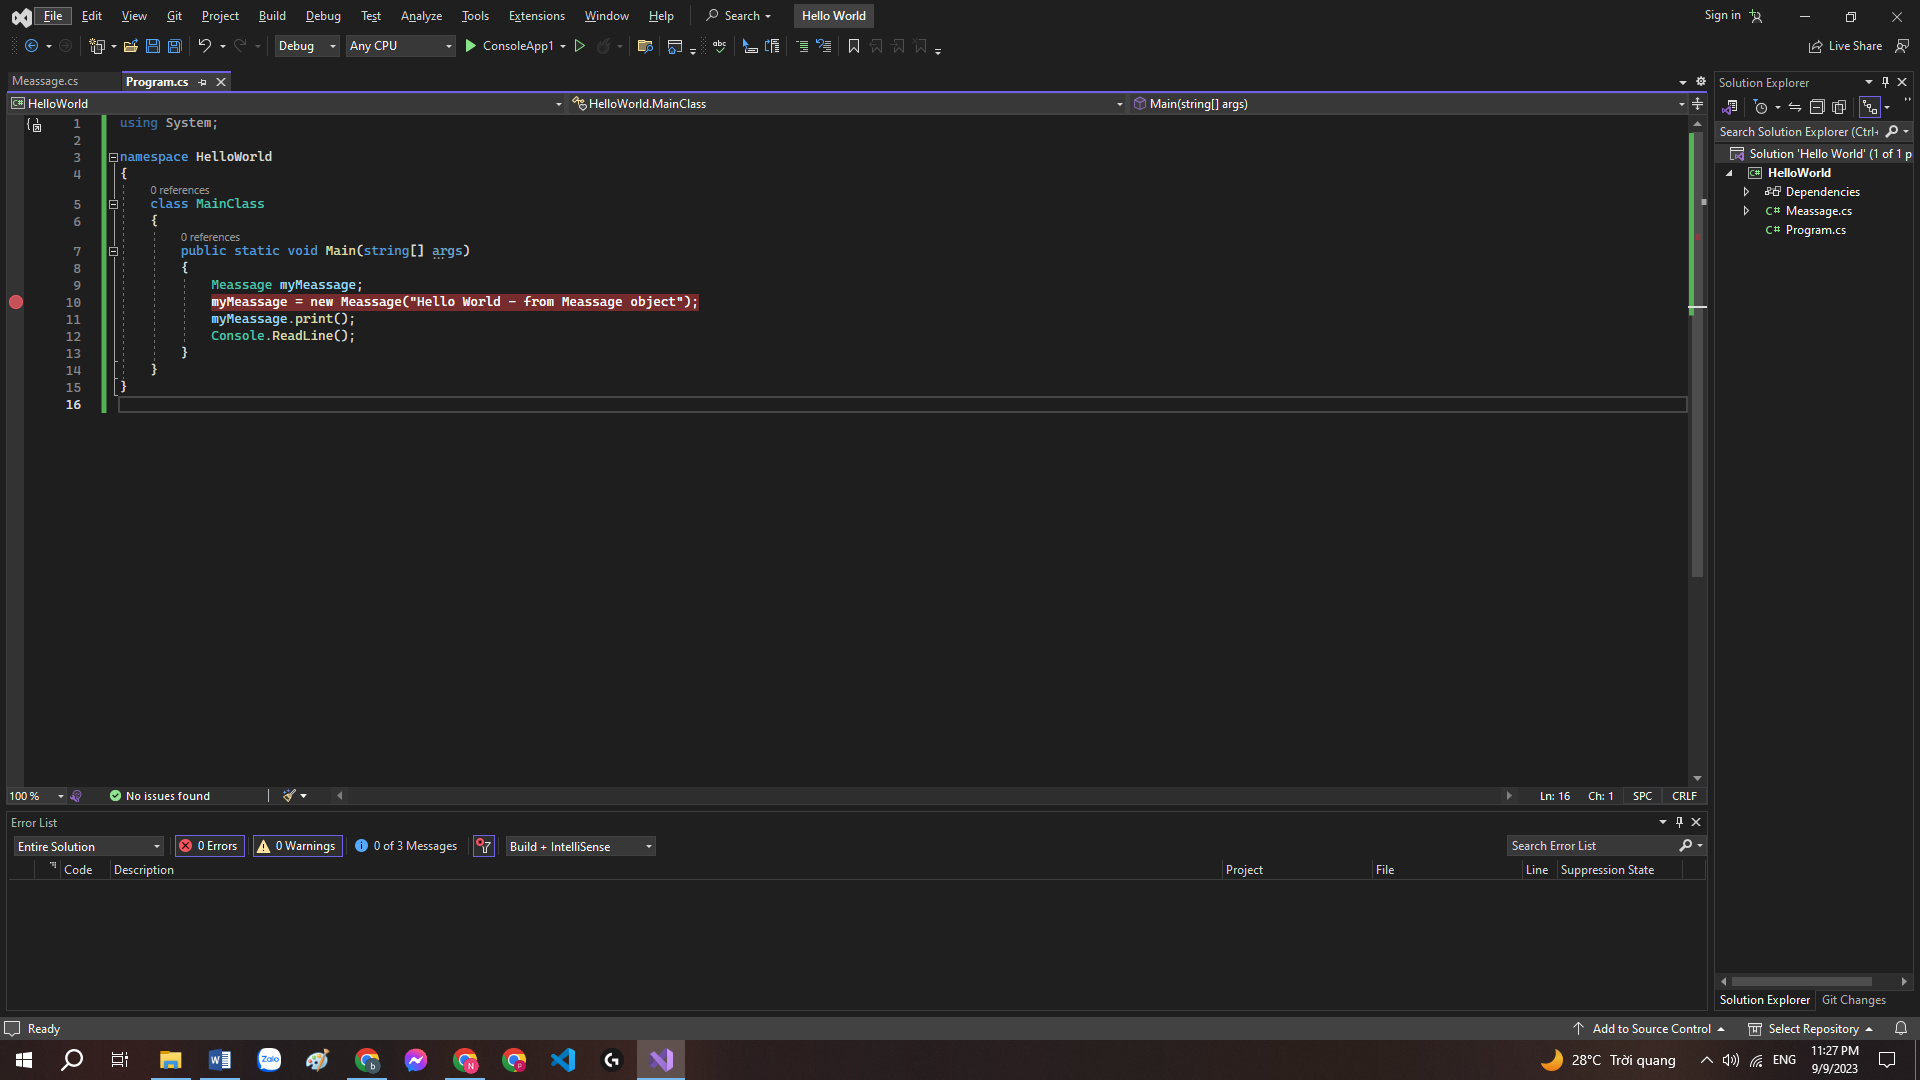 File Edit View Git Project Build Debug Test Analyze Tools Extensions Window Help Search Hello World Sign in
Debug Any CPU ConsoleApp1 Live Share
Meassage.cs Program.cs
HelloWorld HelloWorld.MainClass Main(string[] args)
1 using System;
2
3 namespace HelloWorld
4 {
0 references
5 class MainClass
6 {
0 references
7 public static void Main(string[] args)
8 {
9 Meassage myMeassage;
10 myMeassage = new Meassage("Hello World - from Meassage object");
11 myMeassage.print();
12 Console.ReadLine();
13 }
14 }
15 }
16
100 % No issues found Ln: 16 Ch: 1 SPC CRLF
Error List
Entire Solution 0 Errors 0 Warnings 0 of 3 Messages Build + IntelliSense Search Error List
Code Description Project File Line Suppression State
Solution Explorer
Search Solution Explorer (Ctrl+
Solution 'Hello World' (1 of 1 p
C# HelloWorld
Dependencies
C# Meassage.cs
C# Program.cs
Solution Explorer Git Changes
Ready Add to Source Control Select Repository
Zalo 28°C Trời quang ENG 11:27 PM
9/9/2023